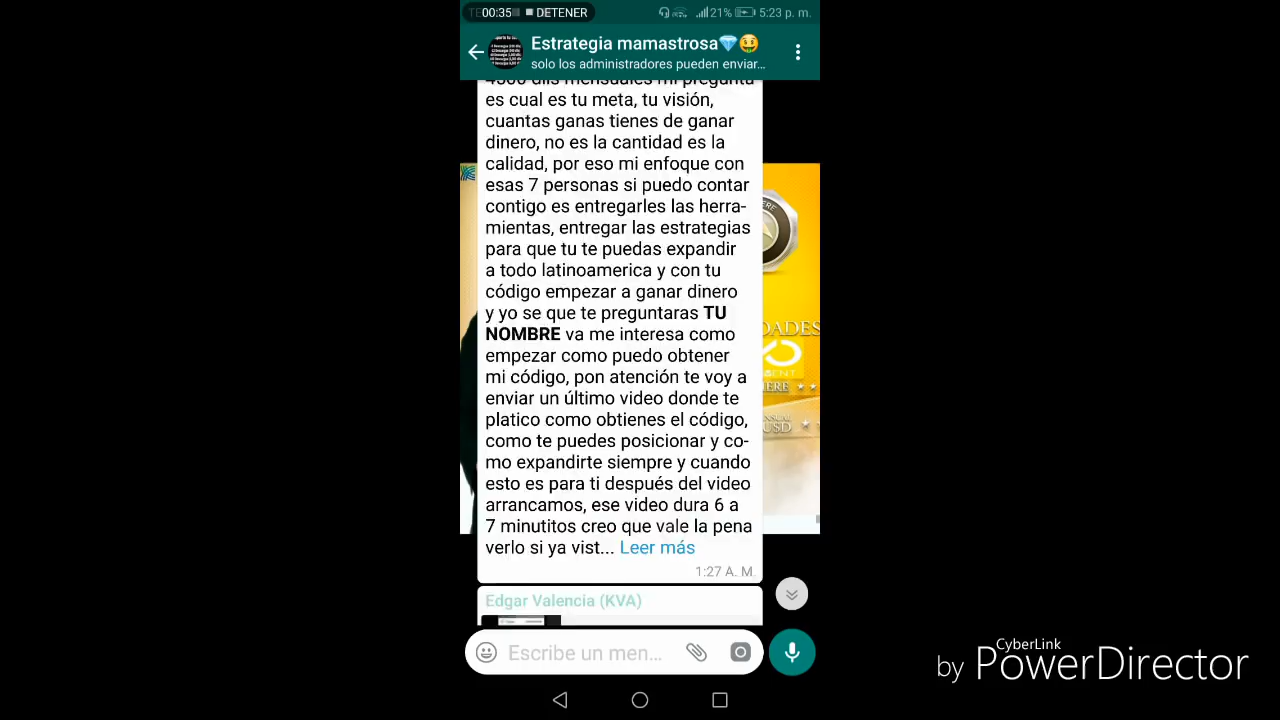 00:35 DETENER
21% 5:23 p. m.
Estrategia mamastrosa💎🤑
solo los administradores pueden enviar...
4500 dlls mensuales mi pregunta
es cual es tu meta, tu visión,
cuantas ganas tienes de ganar
dinero, no es la cantidad es la
calidad, por eso mi enfoque con
esas 7 personas si puedo contar
contigo es entregarles las herra-
mientas, entregar las estrategias
para que tu te puedas expandir
a todo latinoamerica y con tu
código empezar a ganar dinero
y yo se que te preguntaras TU
NOMBRE va me interesa como
empezar como puedo obtener
mi código, pon atención te voy a
enviar un último video donde te
platico como obtienes el código,
como te puedes posicionar y co-
mo expandirte siempre y cuando
esto es para ti después del video
arrancamos, ese video dura 6 a
7 minutitos creo que vale la pena
verlo si ya vist... Leer más
1:27 A. M.
Edgar Valencia (KVA)
Escribe un men...
CyberLink
by PowerDirector